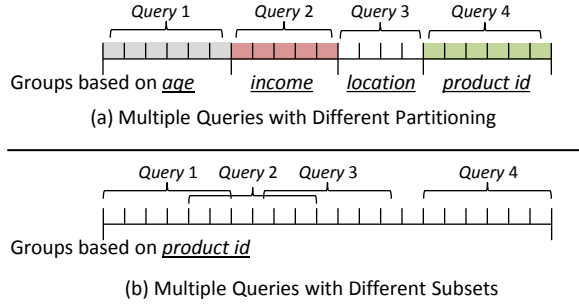 Query 1 Query 2 Query 3 Query 4
Groups based on age income location product id
(a) Multiple Queries with Different Partitioning
Query 1 Query 2 Query 3 Query 4
Groups based on product id
(b) Multiple Queries with Different Subsets